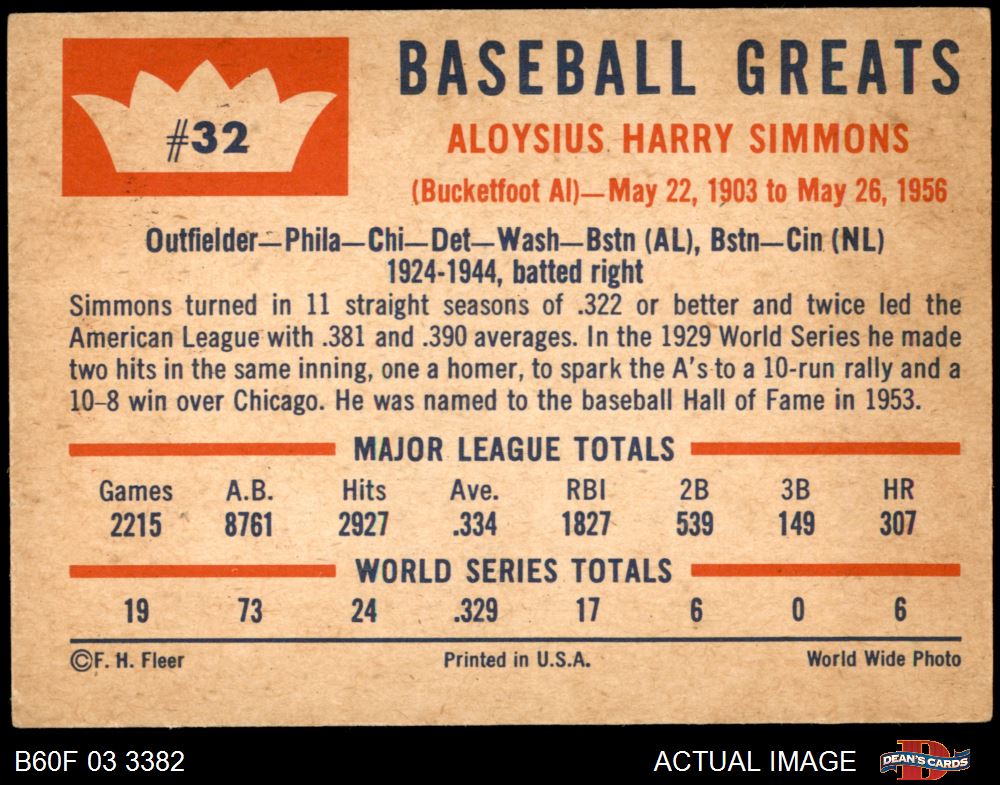 #32
BASEBALL GREATS
ALOYSIUS HARRY SIMMONS
(Bucketfoot Al)—May 22, 1903 to May 26, 1956
Outfielder—Phila—Chi—Det—Wash—Bstn (AL), Bstn—Cin (NL)
1924-1944, batted right
Simmons turned in 11 straight seasons of .322 or better and twice led the
American League with .381 and .390 averages. In the 1929 World Series he made
two hits in the same inning, one a homer, to spark the A's to a 10-run rally and a
10-8 win over Chicago. He was named to the baseball Hall of Fame in 1953.
MAJOR LEAGUE TOTALS
Games A.B. Hits Ave. RBI 2B 3B HR
2215 8761 2927 .334 1827 539 149 307
WORLD SERIES TOTALS
19 73 24 .329 17 6 0 6
©F. H. Fleer Printed in U.S.A. World Wide Photo
B60F 03 3382 ACTUAL IMAGE D DEAN'S CARDS